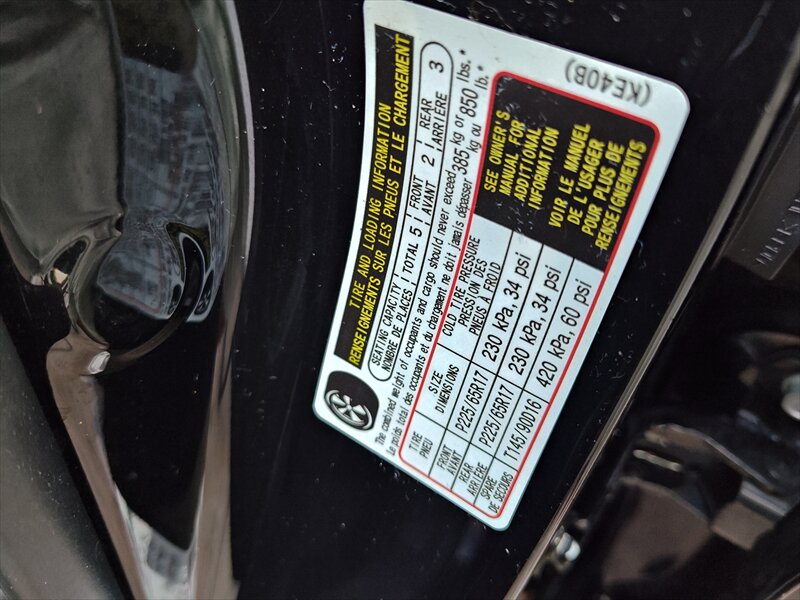 TIRE AND LOADING INFORMATION
RENSEIGNEMENTS SUR LES PNEUS ET LE CHARGEMENT
SEATING CAPACITY TOTAL 5 FRONT 2 REAR 3
NOMBRE DE PLACES AVANT ARRIÈRE
The combined weight of occupants and cargo should never exceed 385 kg or 850 lbs.*
Le poids total des occupants et du chargement ne doit jamais dépasser kg ou lb.*
TIRE SIZE COLD TIRE PRESSURE
PNEU DIMENSIONS PRESSION DES PNEUS À FROID
FRONT AVANT P225/65R17 230 kPa, 34 psi
REAR ARRIÈRE P225/65R17 230 kPa, 34 psi
SPARE DE SECOURS T145/90D16 420 kPa, 60 psi
SEE OWNER'S
MANUAL FOR
ADDITIONAL
INFORMATION
VOIR LE MANUEL
DE L'USAGER
POUR PLUS DE
RENSEIGNEMENTS
(KE40B)